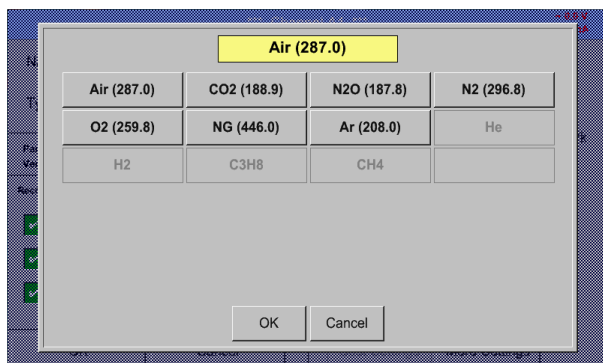 Air (287.0)
Air (287.0) CO2 (188.9) N2O (187.8) N2 (296.8)
O2 (259.8) NG (446.0) Ar (208.0) He
H2 C3H8 CH4
OK Cancel